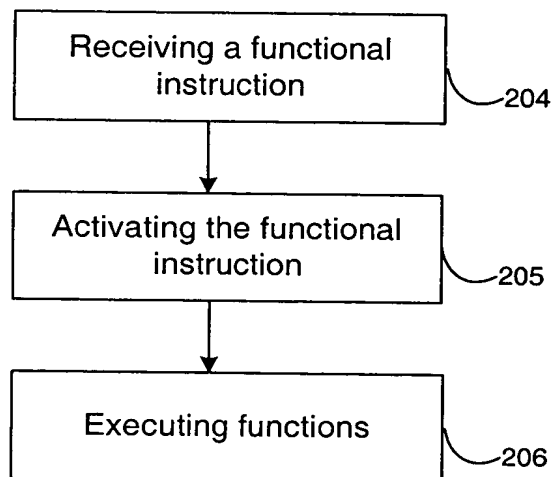 Receiving a functional
instruction
204
Activating the functional
instruction
205
Executing functions
206